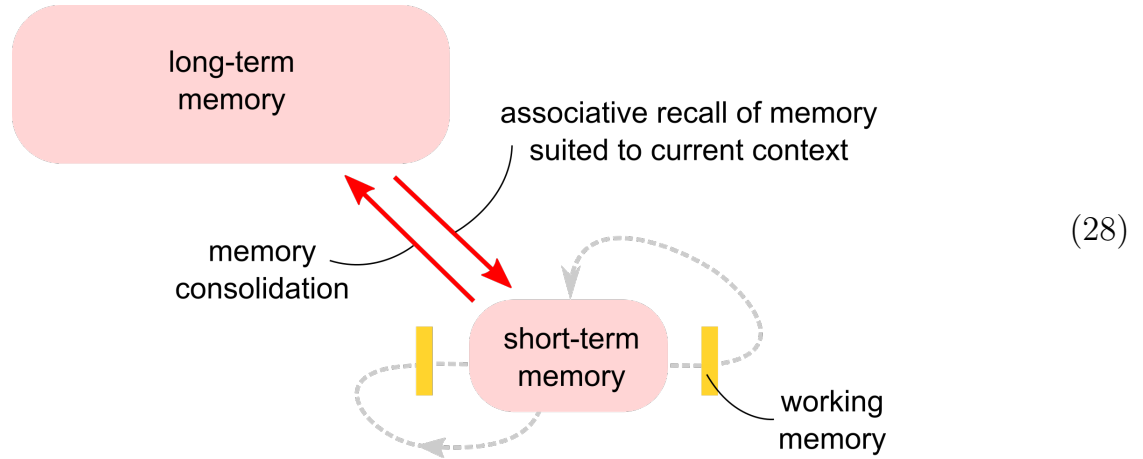 long-term
memory
associative recall of memory
suited to current context
(28)
memory
consolidation
short-term
memory
working
memory